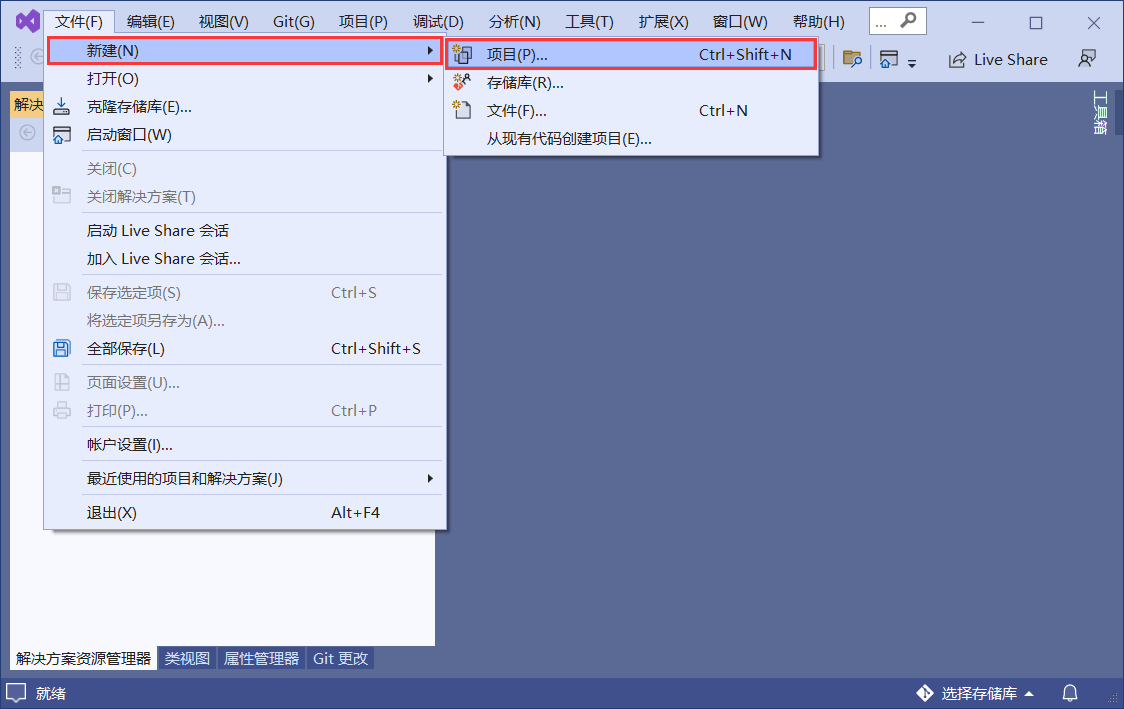 文件(F) 编辑(E) 视图(V) Git(G) 项目(P) 调试(D) 分析(N) 工具(T) 扩展(X) 窗口(W) 帮助(H) ...
Live Share
新建(N)
打开(O)
克隆存储库(E)...
启动窗口(W)
关闭(C)
关闭解决方案(T)
启动 Live Share 会话
加入 Live Share 会话...
保存选定项(S) Ctrl+S
将选定项另存为(A)...
全部保存(L) Ctrl+Shift+S
页面设置(U)...
打印(P)... Ctrl+P
帐户设置(I)...
最近使用的项目和解决方案(J)
退出(X) Alt+F4
项目(P)... Ctrl+Shift+N
存储库(R)...
文件(F)... Ctrl+N
从现有代码创建项目(E)...
解决
工具箱
解决方案资源管理器 类视图 属性管理器 Git 更改
就绪 选择存储库